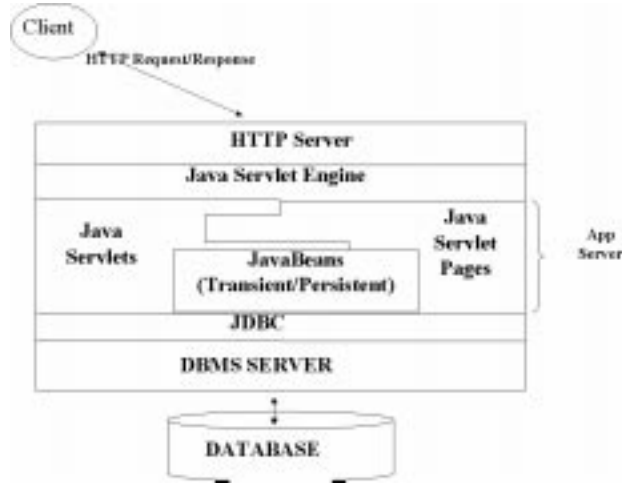 Client
HTTP Request/Response
HTTP Server
Java Servlet Engine
Java
Servlets
JavaBeans
(Transient/Persistent)
Java
Servlet
Pages
App
Server
JDBC
DBMS SERVER
DATABASE